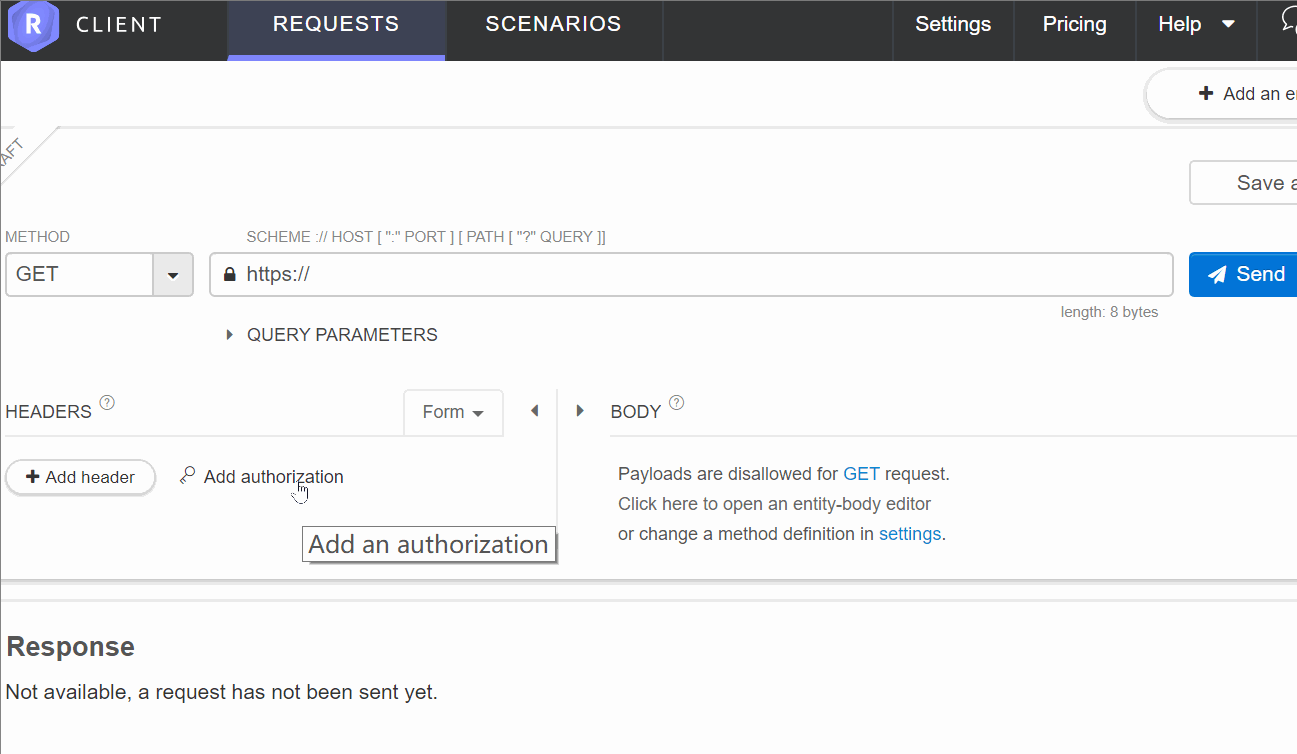 R CLIENT REQUESTS SCENARIOS Settings Pricing Help
Add an e
AFT
Save a
METHOD SCHEME :// HOST [ ":" PORT ] [ PATH [ "?" QUERY ]]
GET https:// Send
length: 8 bytes
QUERY PARAMETERS
HEADERS ? Form BODY ?
Add header Add authorization Payloads are disallowed for GET request.
Click here to open an entity-body editor
Add an authorization or change a method definition in settings.
Response
Not available, a request has not been sent yet.